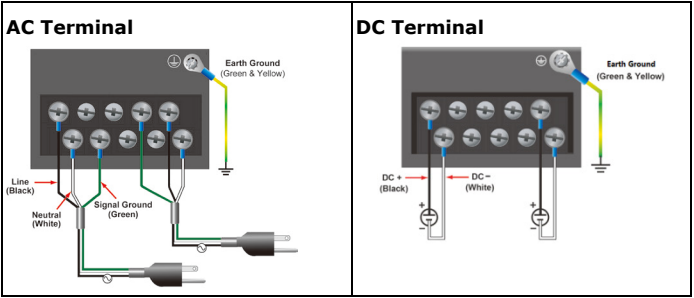 AC Terminal
Earth Ground
(Green & Yellow)
Line
(Black)
Neutral
(White)
Signal Ground
(Green)
DC Terminal
Earth Ground
(Green & Yellow)
DC +
(Black)
DC −
(White)
+
−
+
−